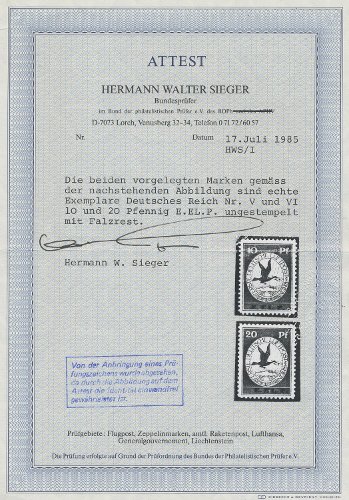 ATTEST
HERMANN WALTER SIEGER
Bundesprüfer
im Bund der philatelistischen Prüfer e.V. des BDPh
D-7073 Lorch, Venusberg 32–34, Telefon 0 71 72 / 60 57
Nr. Datum 17.Juli 1985
HWS/I
Die beiden vorgelegten Marken gemäss
der nachstehenden Abbildung sind echte
Exemplare Deutsches Reich Nr. V und VI
10 und 20 Pfennig E.EL.P. ungestempelt
mit Falzrest.
Hermann W. Sieger
10 Pf
20 Pf
Von der Anbringung eines Prü-
fungszeichens wurde abgesehen,
da durch die Abbildung auf dem
Attest die Identität einwandfrei
gewährleistet ist.
Prüfgebiete: Flugpost, Zeppelinmarken, amtl. Raketenpost, Lufthansa,
Generalgouvernement, Liechtenstein
Die Prüfung erfolgte auf Grund der Prüfordnung des Bundes der Philatelistischen Prüfer e.V.